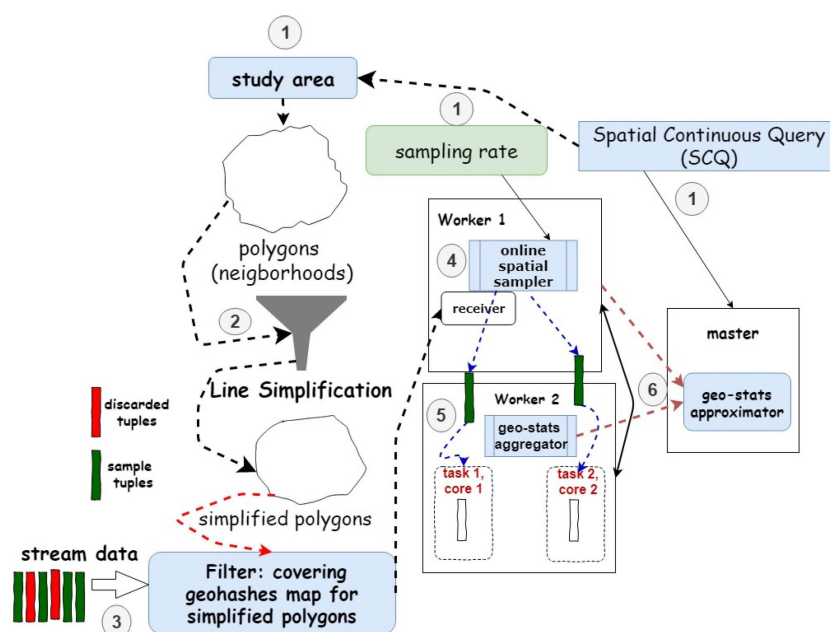 1
study area
1
sampling rate
Spatial Continuous Query
(SCQ)
1
polygons
(neigborhoods)
2
Line Simplification
Worker 1
4
online
spatial
sampler
receiver
master
6
geo-stats
approximator
Worker 2
5
geo-stats
aggregator
task 1,
core 1
task 2,
core 2
discarded
tuples
sample
tuples
simplified polygons
stream data
3
Filter: covering
geohashes map for
simplified polygons